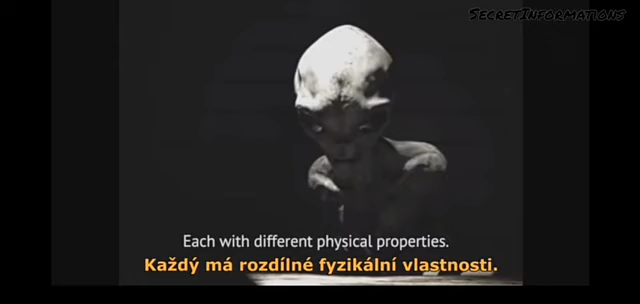 SecretInformations
Each with different physical properties.
Každý má rozdílné fyzikální vlastnosti.